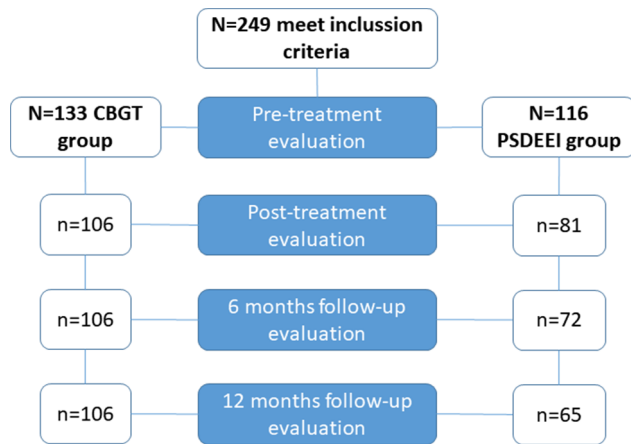 N=249 meet inclussion
criteria
N=133 CBGT
group
Pre-treatment
evaluation
N=116
PSDEEI group
n=106
Post-treatment
evaluation
n=81
n=106
6 months follow-up
evaluation
n=72
n=106
12 months follow-up
evaluation
n=65